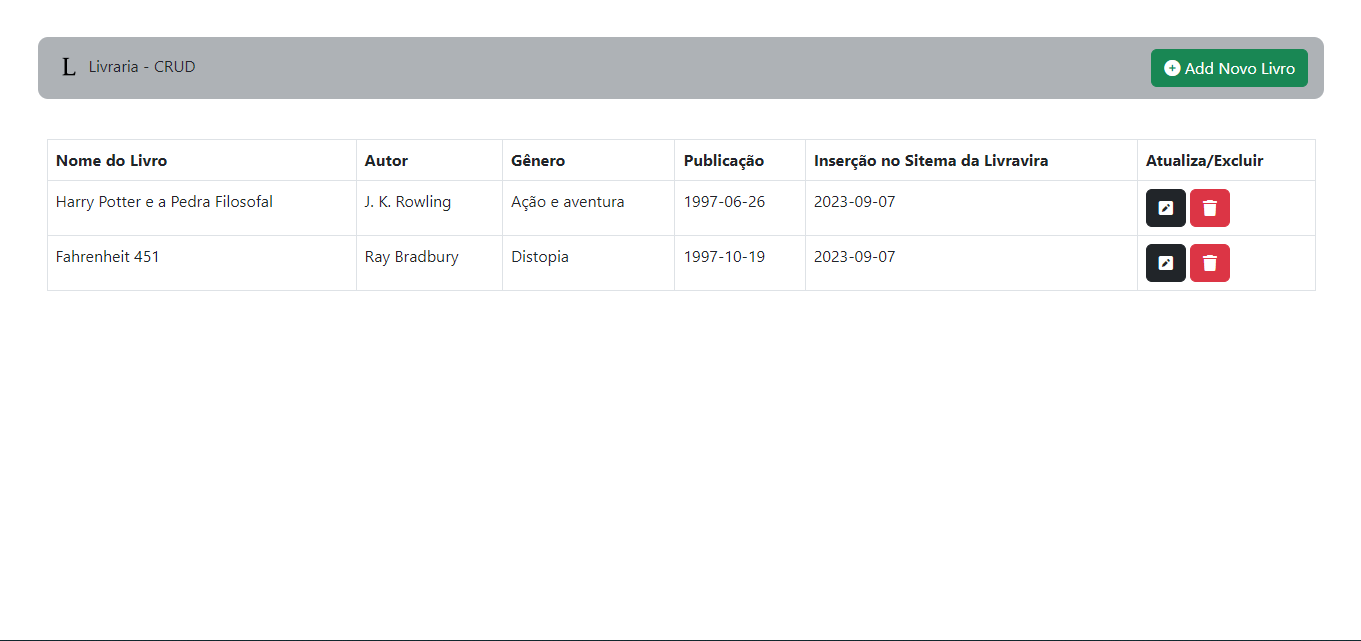 L Livraria - CRUD Add Novo Livro
Nome do Livro Autor Gênero Publicação Inserção no Sitema da Livravira Atualiza/Excluir
Harry Potter e a Pedra Filosofal J. K. Rowling Ação e aventura 1997-06-26 2023-09-07
Fahrenheit 451 Ray Bradbury Distopia 1997-10-19 2023-09-07